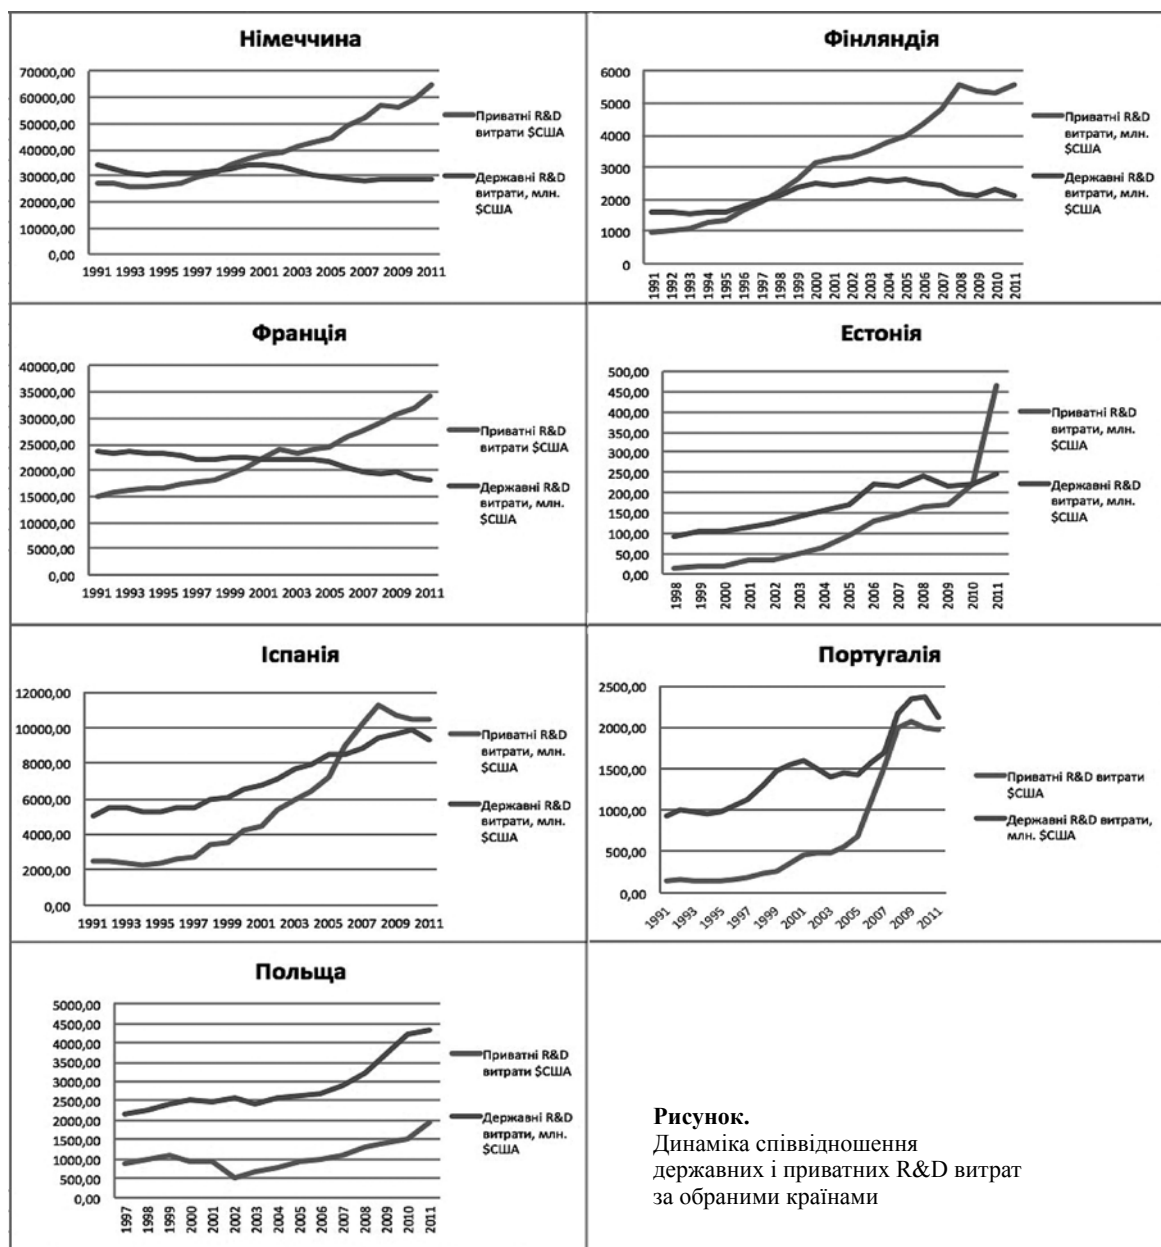 Німеччина
70000,00
60000,00
50000,00
40000,00
30000,00
20000,00
10000,00
0,00
1991 1993 1995 1997 1999 2001 2003 2005 2007 2009 2011
Приватні R&D
витрати $США
Державні R&D
витрати, млн.
$США
Фінляндія
6000
5000
4000
3000
2000
1000
0
1991 1992 1993 1994 1995 1996 1997 1998 1999 2000 2001 2002 2003 2004 2005 2006 2007 2008 2009 2010 2011
Приватні R&D
витрати, млн.
$США
Державні R&D
витрати, млн.
$США
Франція
40000,00
35000,00
30000,00
25000,00
20000,00
15000,00
10000,00
5000,00
0,00
1991 1993 1995 1997 1999 2001 2003 2005 2007 2009 2011
Приватні R&D
витрати $США
Державні R&D
витрати, млн.
$США
Естонія
500,00
450,00
400,00
350,00
300,00
250,00
200,00
150,00
100,00
50,00
0,00
1998 1999 2000 2001 2002 2003 2004 2005 2006 2007 2008 2009 2010 2011
Приватні R&D
витрати, млн.
$США
Державні R&D
витрати, млн.
$США
Іспанія
12000,00
10000,00
8000,00
6000,00
4000,00
2000,00
0,00
1991 1993 1995 1997 1999 2001 2003 2005 2007 2009 2011
Приватні R&D
витрати, млн.
$США
Державні R&D
витрати, млн.
$США
Португалія
2500,00
2000,00
1500,00
1000,00
500,00
0,00
1991 1993 1995 1997 1999 2001 2003 2005 2007 2009 2011
Приватні R&D витрати
$США
Державні R&D витрати,
млн. $США
Польща
5000,00
4500,00
4000,00
3500,00
3000,00
2500,00
2000,00
1500,00
1000,00
500,00
0,00
1997 1998 1999 2000 2001 2002 2003 2004 2005 2006 2007 2008 2009 2010 2011
Приватні R&D
витрати $США
Державні R&D
витрати, млн.
$США
Рисунок.
Динаміка співвідношення
державних і приватних R&D витрат
за обраними країнами